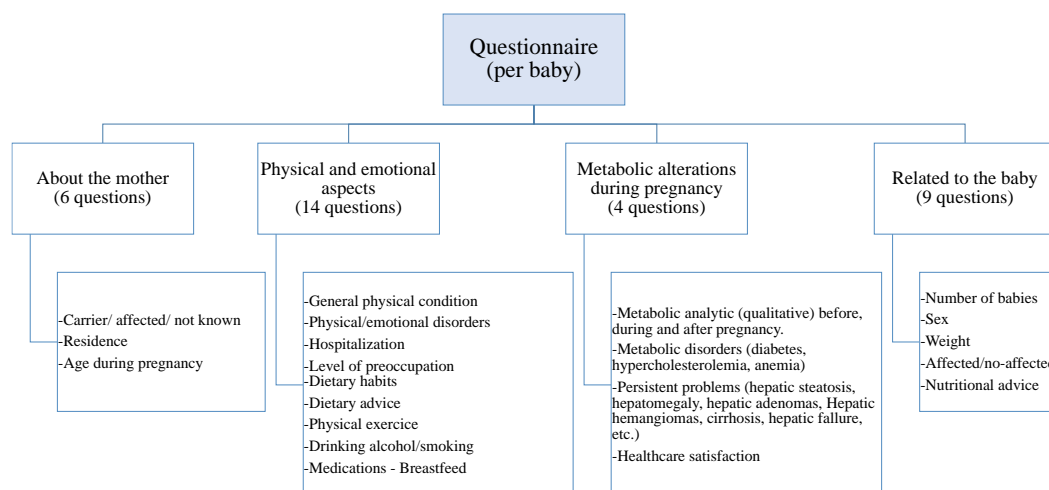 Questionnaire
(per baby)
About the mother
(6 questions)
Physical and emotional
aspects
(14 questions)
Metabolic alterations
during pregnancy
(4 questions)
Related to the baby
(9 questions)
-Carrier/ affected/ not known
-Residence
-Age during pregnancy
-General physical condition
-Physical/emotional disorders
-Hospitalization
-Level of preoccupation
-Dietary habits
-Dietary advice
-Physical exercice
-Drinking alcohol/smoking
-Medications - Breastfeed
-Metabolic analytic (qualitative) before,
during and after pregnancy.
-Metabolic disorders (diabetes,
hypercholesterolemia, anemia)
-Persistent problems (hepatic steatosis,
hepatomegaly, hepatic adenomas, Hepatic
hemangiomas, cirrhosis, hepatic fallure,
etc.)
-Healthcare satisfaction
-Number of babies
-Sex
-Weight
-Affected/no-affected
-Nutritional advice